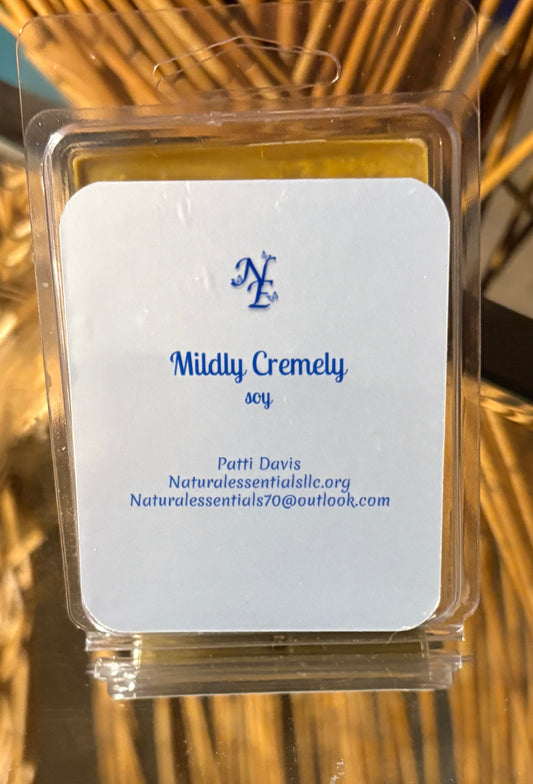 NE
Mildly Cremely
soy
Patti Davis
Naturalessentialsllc.org
Naturalessentials70@outlook.com